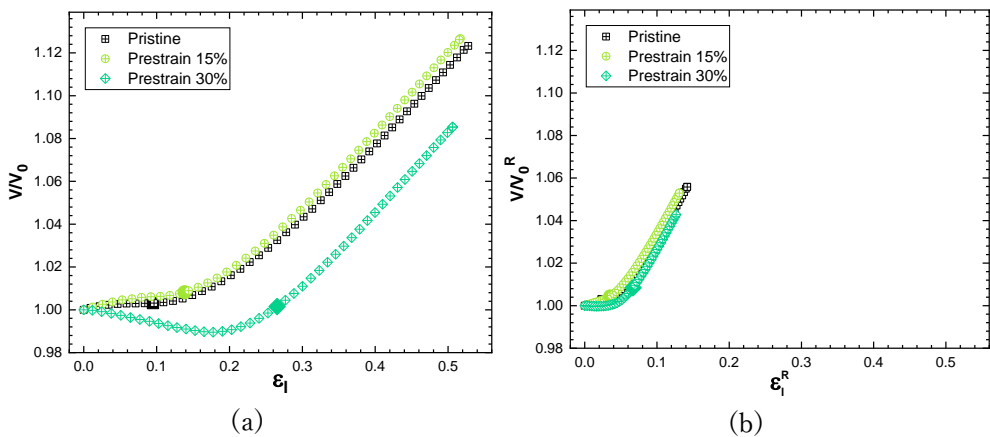 Pristine
Prestrain 15%
Prestrain 30%
V/V₀
1.12
1.10
1.08
1.06
1.04
1.02
1.00
0.98
0.0 0.1 0.2 0.3 0.4 0.5
εₗ
(a)
Pristine
Prestrain 15%
Prestrain 30%
V/V₀ᴿ
1.12
1.10
1.08
1.06
1.04
1.02
1.00
0.98
0.0 0.1 0.2 0.3 0.4 0.5
εₗᴿ
(b)